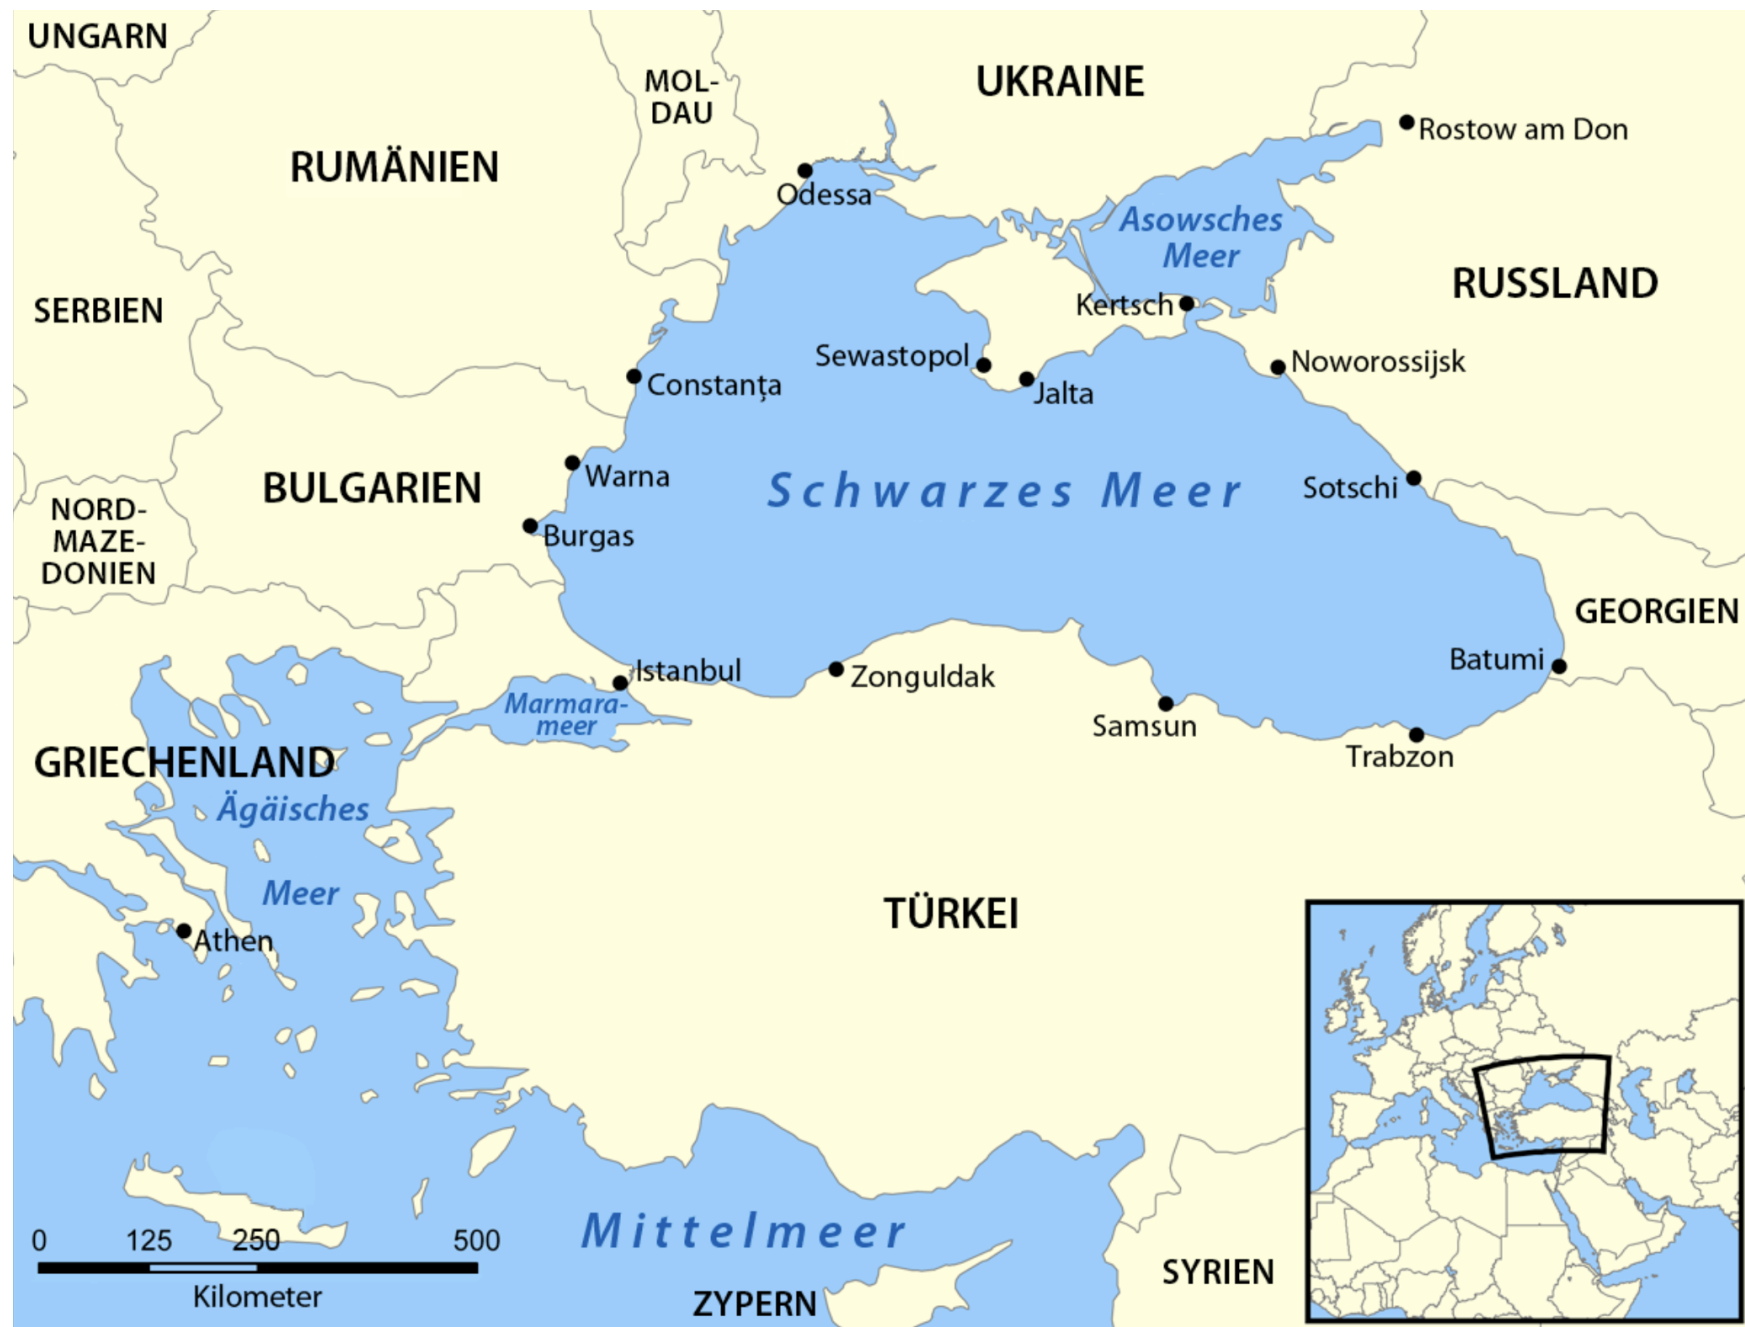 UNGARN
MOL-
DAU
UKRAINE
Rostow am Don
RUMÄNIEN
Odessa
Asowsches
Meer
RUSSLAND
SERBIEN
Kertsch
Sewastopol
Noworossijsk
Constanța
Jalta
Warna
BULGARIEN
Schwarzes Meer
Sotschi
NORD-
MAZE-
DONIEN
Burgas
GEORGIEN
Batumi
Istanbul
Zonguldak
Marmara-
meer
Samsun
Trabzon
GRIECHENLAND
Ägäisches
Meer
TÜRKEI
Athen
Mittelmeer
0 125 250 500
Kilometer
SYRIEN
ZYPERN